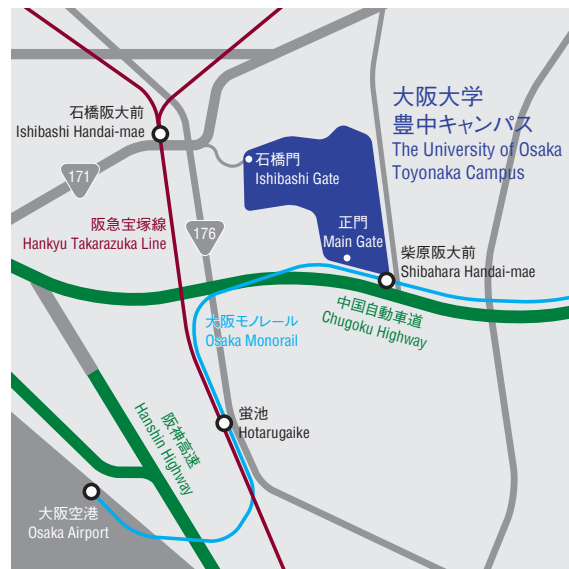 大阪大学
豊中キャンパス
The University of Osaka
Toyonaka Campus
石橋阪大前
Ishibashi Handai-mae
石橋門
Ishibashi Gate
171
阪急宝塚線
Hankyu Takarazuka Line
176
正門
Main Gate
柴原阪大前
Shibahara Handai-mae
中国自動車道
Chugoku Highway
大阪モノレール
Osaka Monorail
阪神高速
Hanshin Highway
蛍池
Hotarugaike
大阪空港
Osaka Airport